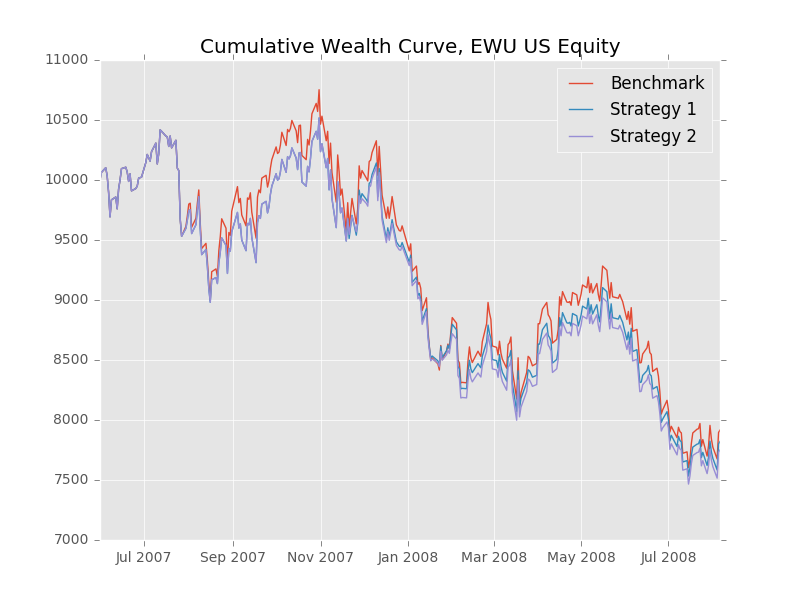 Cumulative Wealth Curve, EWU US Equity
11000
10500
10000
9500
9000
8500
8000
7500
7000
Benchmark
Strategy 1
Strategy 2
Jul 2007
Sep 2007
Nov 2007
Jan 2008
Mar 2008
May 2008
Jul 2008